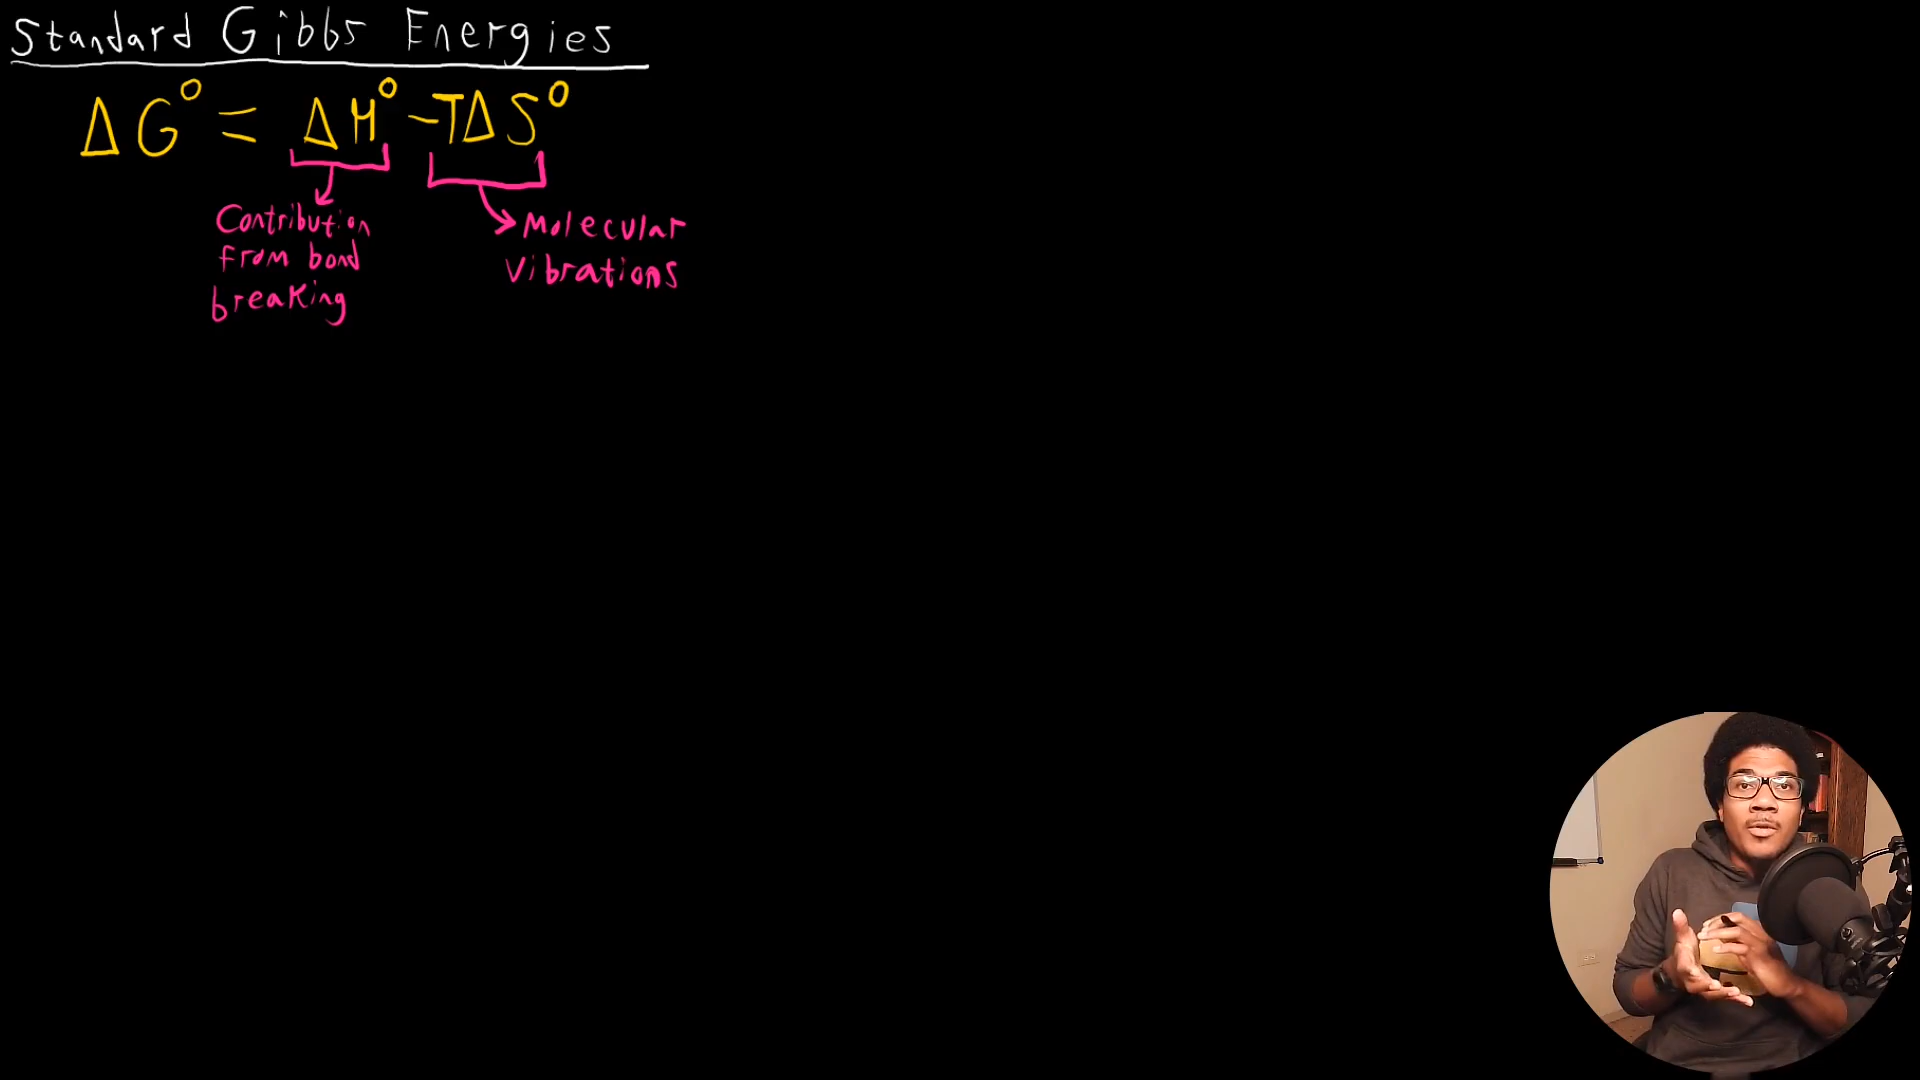 Standard Gibbs Energies
ΔG° = ΔH° -TΔS°
Contribution
from bond
breaking
Molecular
Vibrations